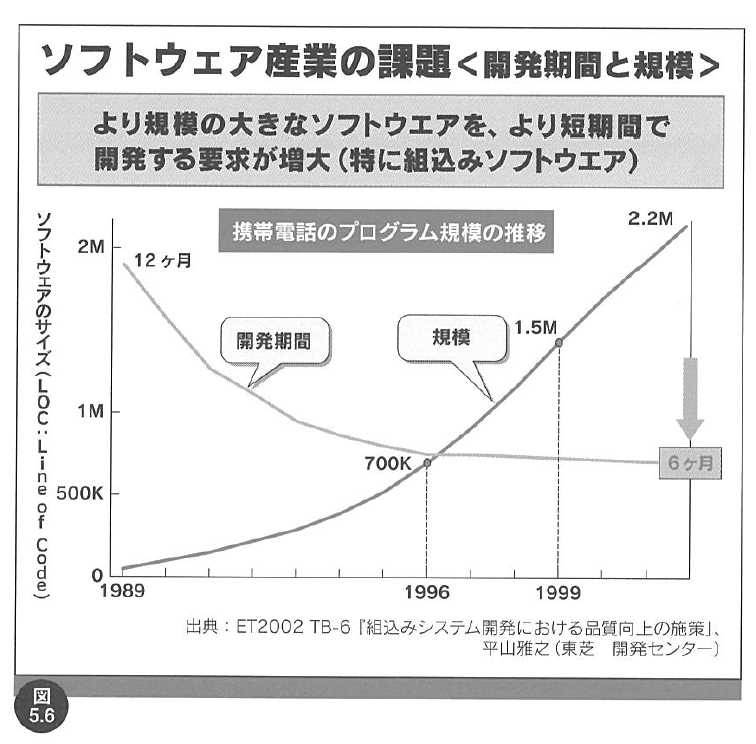 ソフトウェア産業の課題<開発期間と規模>
より規模の大きなソフトウエアを、より短期間で
開発する要求が増大(特に組込みソフトウエア)
携帯電話のプログラム規模の推移
ソフトウェアのサイズ(LOC::Line of Code)
2M
1M
500K
0
12ヶ月
開発期間
規模
700K
1.5M
2.2M
6ヶ月
1989
1996
1999
出典:ET2002 TB-6『組込みシステム開発における品質向上の施策」、
平山雅之(東芝 開発センター)
図
5.6